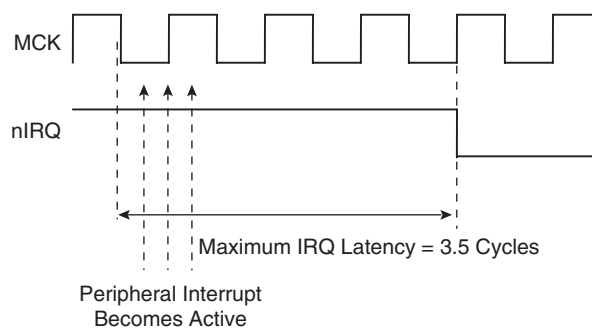 MCK
nIRQ
Maximum IRQ Latency = 3.5 Cycles
Peripheral Interrupt
Becomes Active